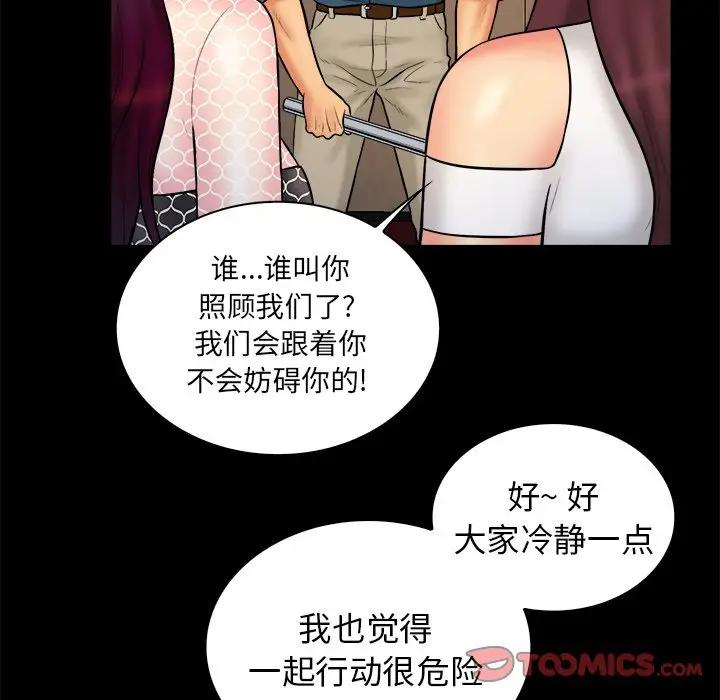 谁...谁叫你
照顾我们了?
我们会跟着你
不会妨碍你的!
好~ 好
大家冷静一点
我也觉得
一起行动很危险
TOOMICS.COM